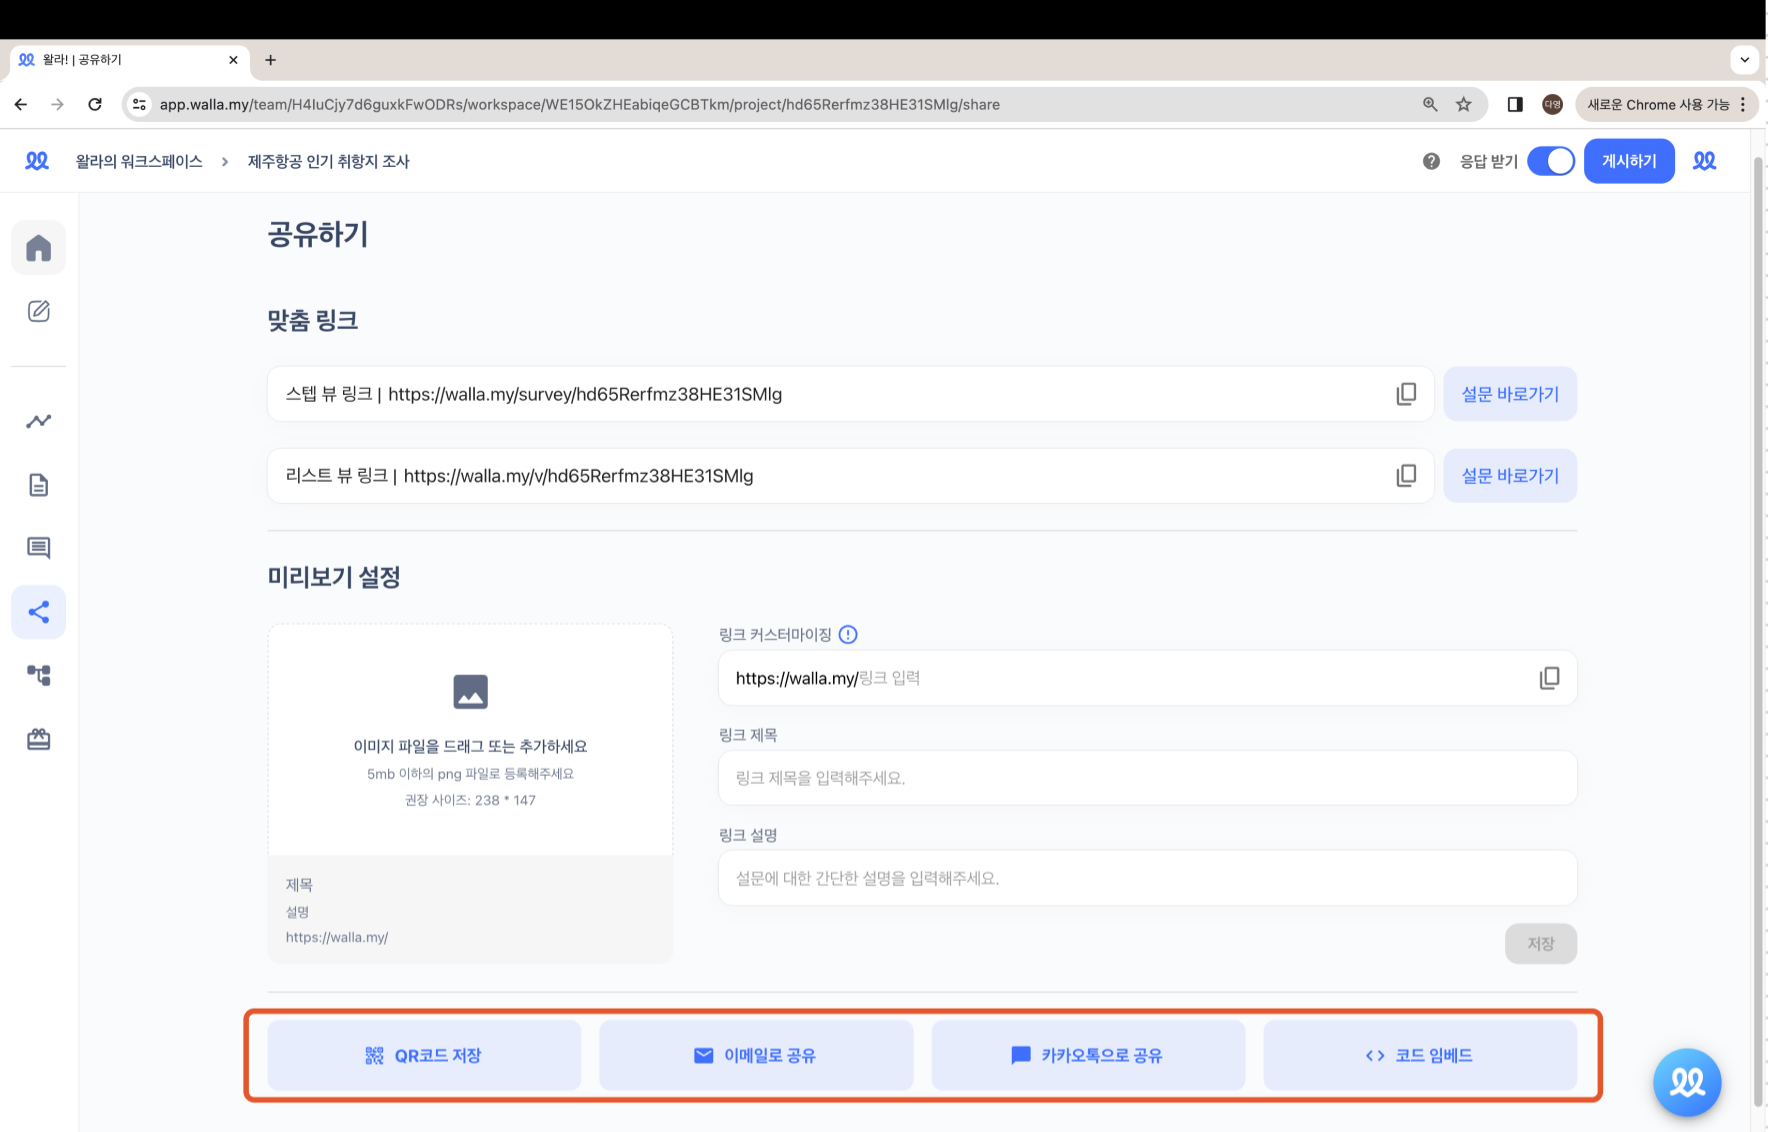 왈라! | 공유하기
app.walla.my/team/H4IuCjy7d6guxkFwODRs/workspace/WE15OkZHEabiqeGCBTkm/project/hd65Rerfmz38HE31SMlg/share
다영
새로운 Chrome 사용 가능
왈라의 워크스페이스 > 제주항공 인기 취항지 조사
응답 받기
게시하기
공유하기
맞춤 링크
스텝 뷰 링크 | https://walla.my/survey/hd65Rerfmz38HE31SMlg
설문 바로가기
리스트 뷰 링크 | https://walla.my/v/hd65Rerfmz38HE31SMlg
설문 바로가기
미리보기 설정
이미지 파일을 드래그 또는 추가하세요
5mb 이하의 png 파일로 등록해주세요
권장 사이즈: 238 * 147
제목
설명
https://walla.my/
링크 커스터마이징
https://walla.my/링크 입력
링크 제목
링크 제목을 입력해주세요.
링크 설명
설문에 대한 간단한 설명을 입력해주세요.
저장
QR코드 저장
이메일로 공유
카카오톡으로 공유
코드 임베드